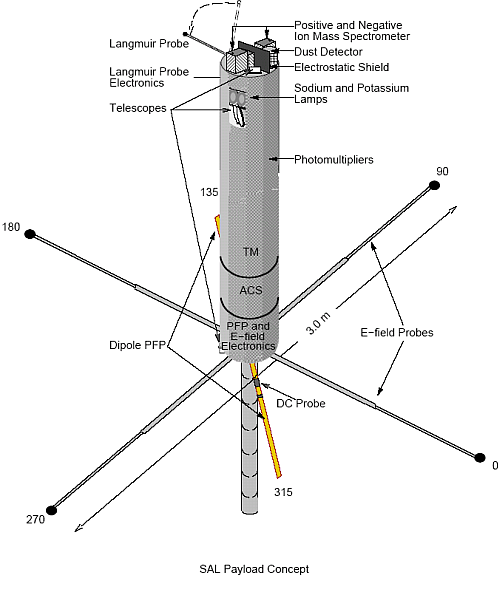 Positive and Negative
Ion Mass Spectrometer
Langmuir Probe
Dust Detector
Electrostatic Shield
Langmuir Probe
Electronics
Sodium and Potassium
Lamps
Telescopes
Photomultipliers
90
135
180
TM
ACS
3.0 m
PFP and
E-field
Electronics
E-field Probes
Dipole PFP
DC Probe
0
315
270
SAL Payload Concept